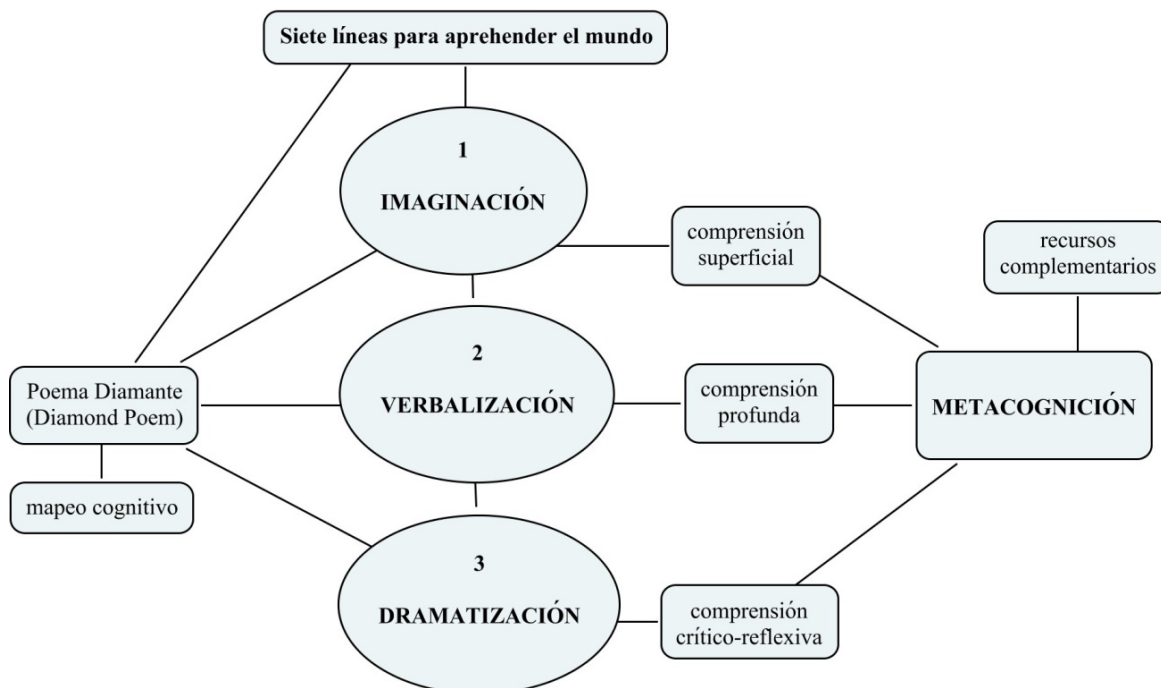 Siete líneas para aprehender el mundo
1
IMAGINACIÓN
comprensión
superficial
recursos
complementarios
2
VERBALIZACIÓN
Poema Diamante
(Diamond Poem)
comprensión
profunda
METACOGNICIÓN
mapeo cognitivo
3
DRAMATIZACIÓN
comprensión
crítico-reflexiva